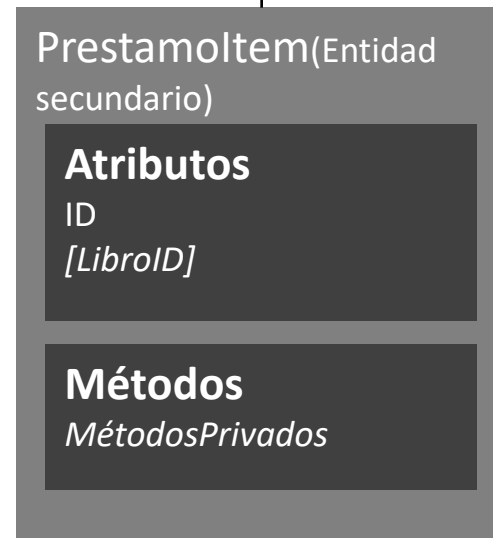 PrestamoItem(Entidad
secundario)
Atributos
ID
[LibroID]
Métodos
MétodosPrivados